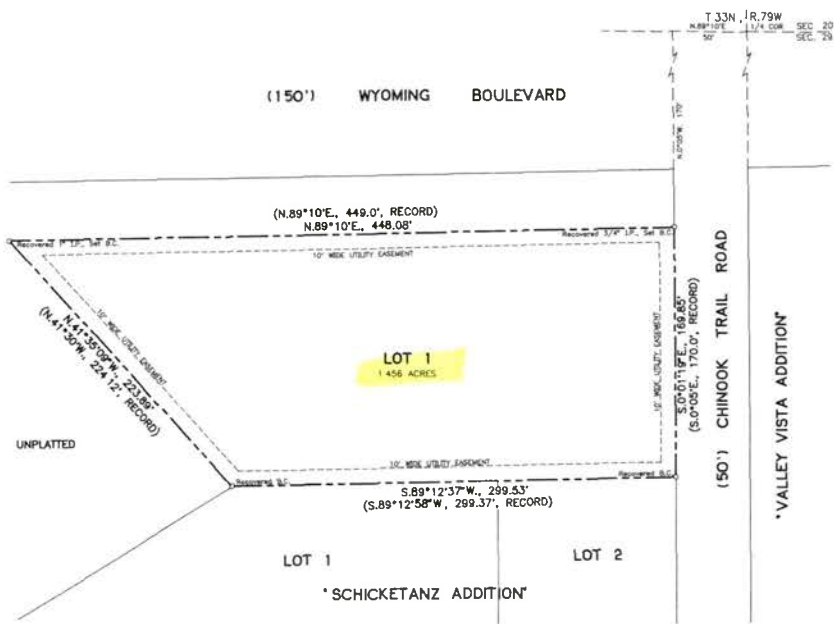 T 33N , R.79W
N.89°10'E 1/4 COR SEC 20
50' SEC. 29
(150') WYOMING BOULEVARD
N.0°05'W, 170'
(N.89°10'E., 449.0', RECORD)
N.89°10'E., 448.08'
Recovered 1" I.P., Set B.C.
Recovered 3/4" I.P., Set B.C.
10' WIDE UTILITY EASEMENT
10' WIDE UTILITY EASEMENT
N.41°35'09"W., 223.89'
(N.41°30'W., 224.12', RECORD)
LOT 1
1.456 ACRES
10' WIDE UTILITY EASEMENT
S.0°01'19"E., 169.85'
(S.0°05'E., 170.0', RECORD)
(50') CHINOOK TRAIL ROAD
"VALLEY VISTA ADDITION"
UNPLATTED
10' WIDE UTILITY EASEMENT
Recovered B.C.
Recovered B.C.
S.89°12'37"W., 299.53'
(S.89°12'58"W, 299.37', RECORD)
LOT 1
LOT 2
"SCHICKETANZ ADDITION"